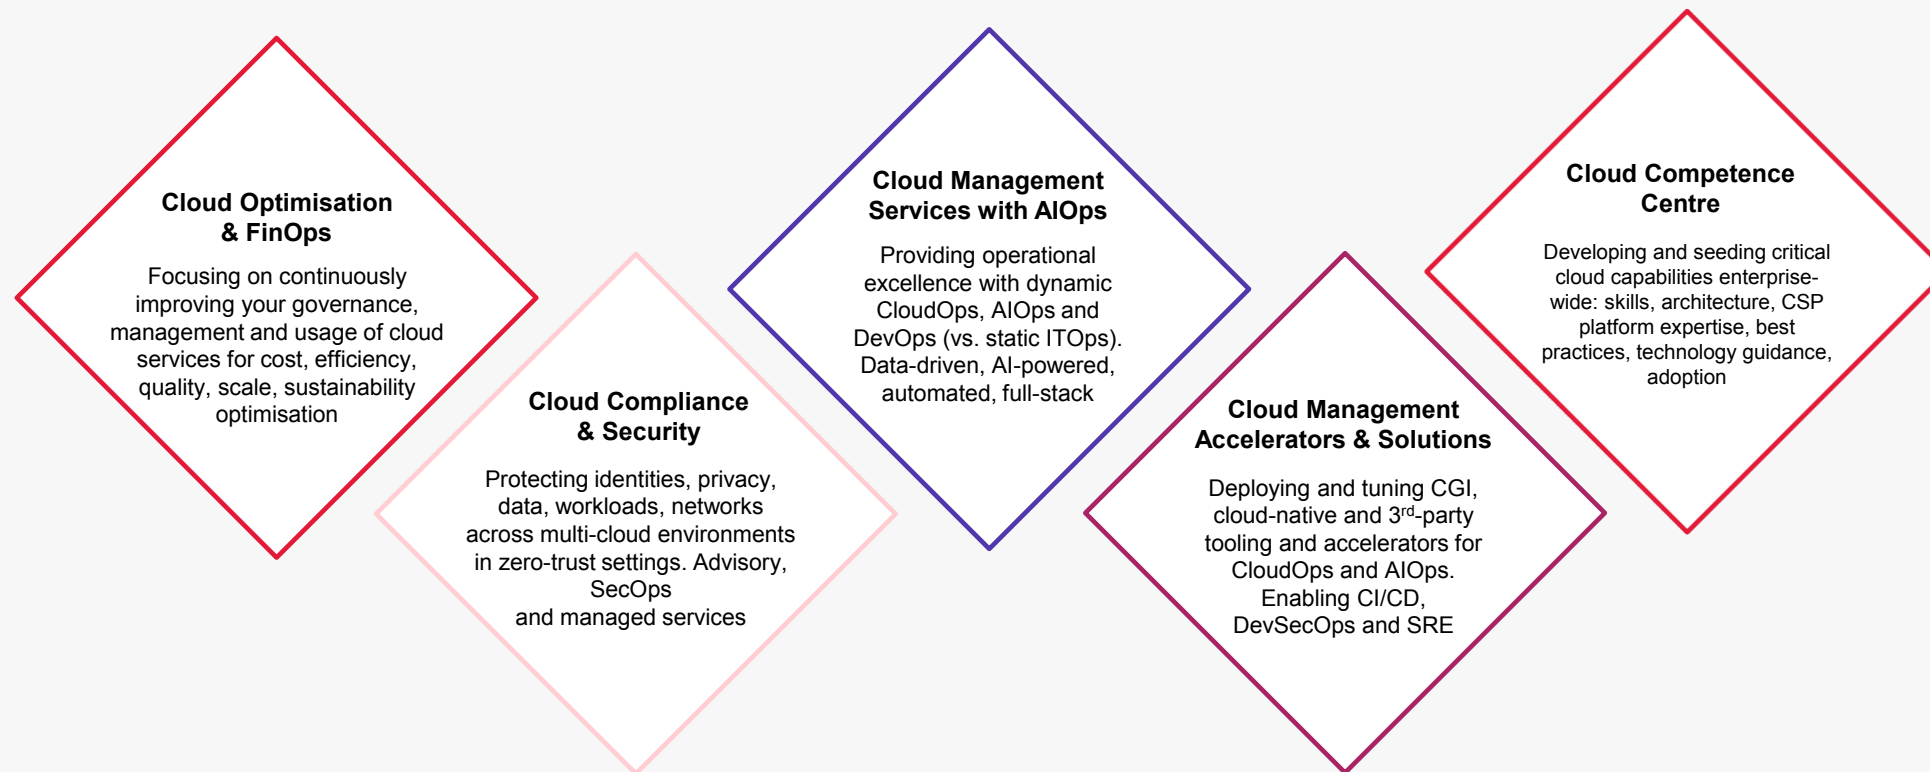 Cloud Optimisation
& FinOps
Focusing on continuously
improving your governance,
management and usage of cloud
services for cost, efficiency,
quality, scale, sustainability
optimisation
Cloud Compliance
& Security
Protecting identities, privacy,
data, workloads, networks
across multi-cloud environments
in zero-trust settings. Advisory,
SecOps
and managed services
Cloud Management
Services with AIOps
Providing operational
excellence with dynamic
CloudOps, AIOps and
DevOps (vs. static ITOps).
Data-driven, AI-powered,
automated, full-stack
Cloud Management
Accelerators & Solutions
Deploying and tuning CGI,
cloud-native and 3rd-party
tooling and accelerators for
CloudOps and AIOps.
Enabling CI/CD,
DevSecOps and SRE
Cloud Competence
Centre
Developing and seeding critical
cloud capabilities enterprise-
wide: skills, architecture, CSP
platform expertise, best
practices, technology guidance,
adoption